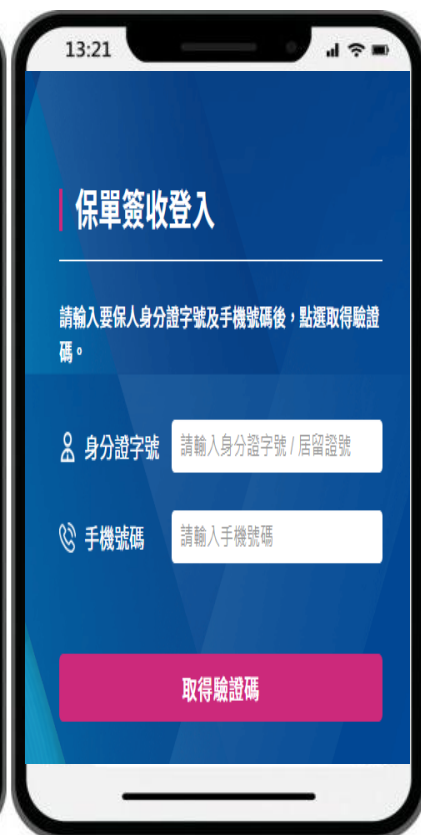 13:21
保單簽收登入
請輸入要保人身分證字號及手機號碼後，點選取得驗證
碼。
身分證字號 請輸入身分證字號 / 居留證號
手機號碼 請輸入手機號碼
取得驗證碼